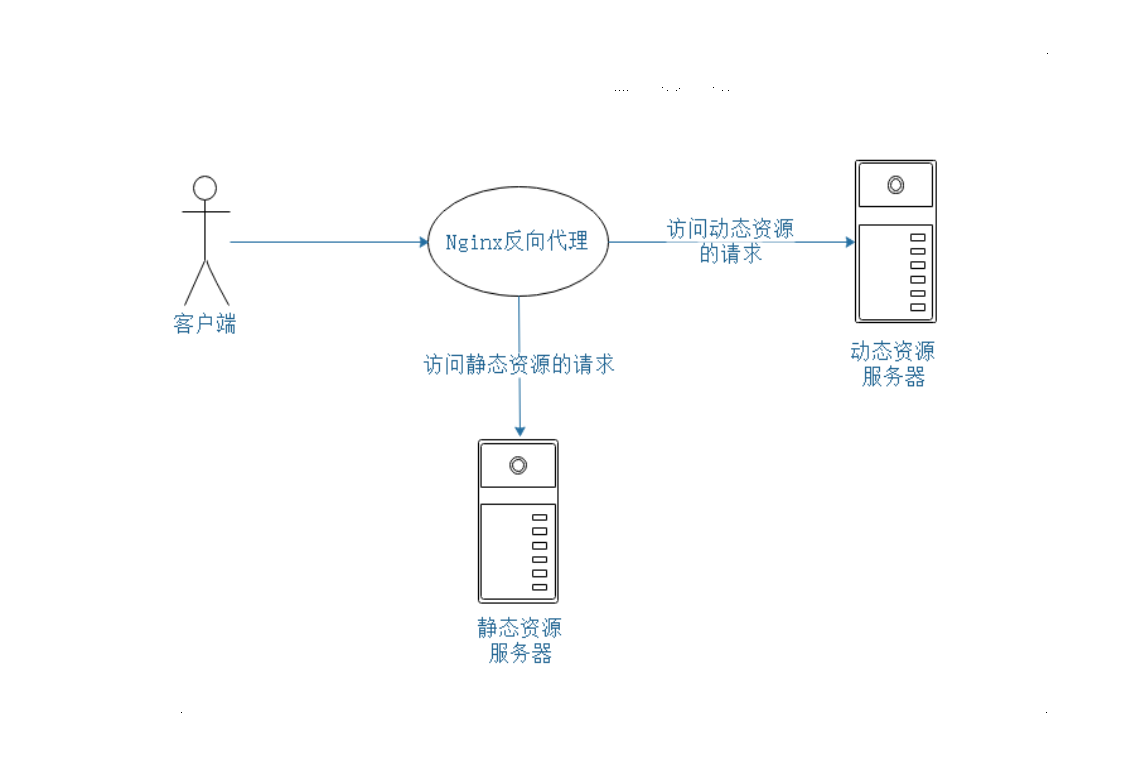 Nginx反向代理
访问动态资源
的请求
客户端
动态资源
服务器
访问静态资源的请求
静态资源
服务器